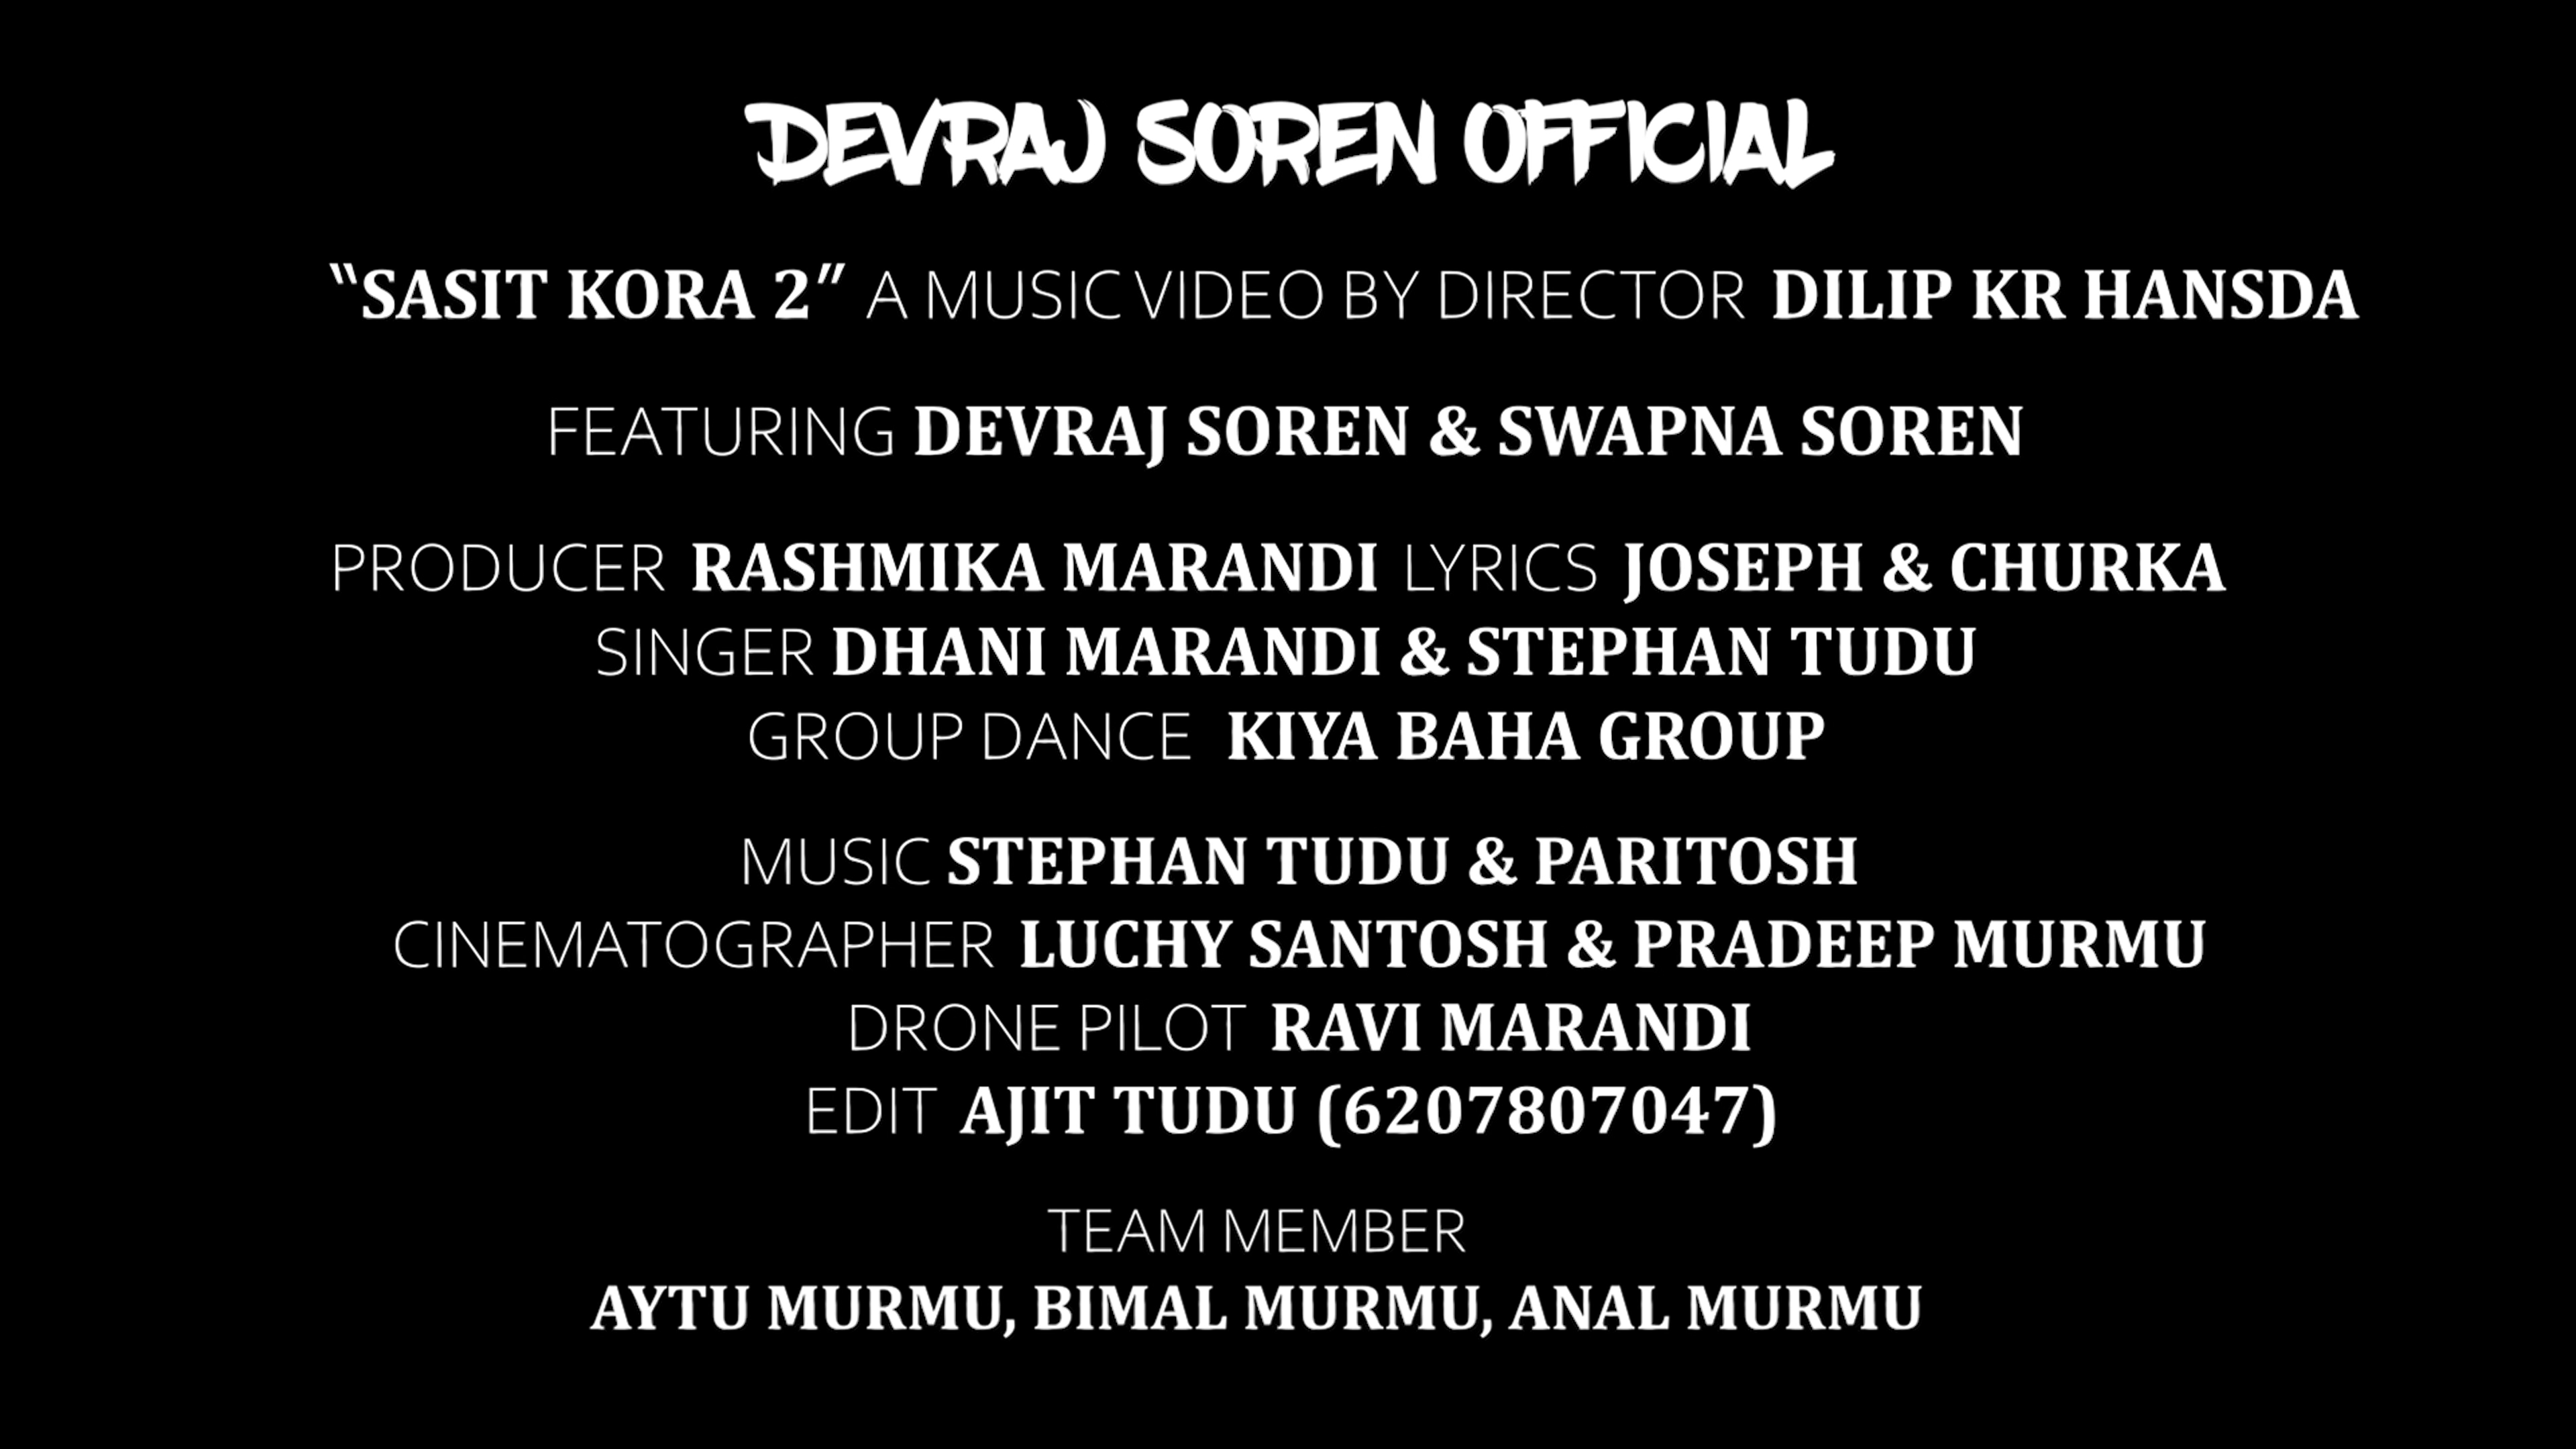 DEVRAJ SOREN OFFICIAL
"SASIT KORA 2" A MUSIC VIDEO BY DIRECTOR DILIP KR HANSDA
FEATURING DEVRAJ SOREN & SWAPNA SOREN
PRODUCER RASHMIKA MARANDI LYRICS JOSEPH & CHURKA
SINGER DHANI MARANDI & STEPHAN TUDU
GROUP DANCE KIYA BAHA GROUP
MUSIC STEPHAN TUDU & PARITOSH
CINEMATOGRAPHER LUCHY SANTOSH & PRADEEP MURMU
DRONE PILOT RAVI MARANDI
EDIT AJIT TUDU (6207807047)
TEAM MEMBER
AYTU MURMU, BIMAL MURMU, ANAL MURMU